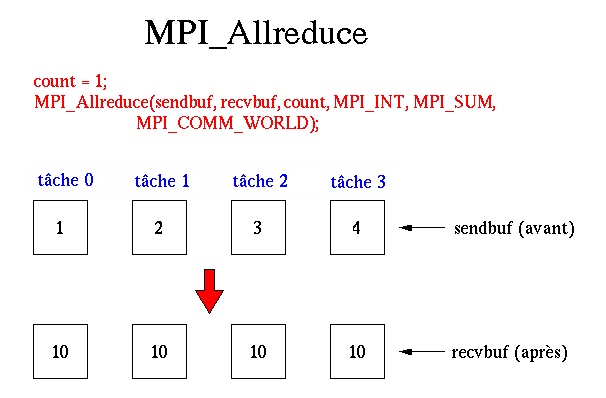 MPI_Allreduce
count = 1;
MPI_Allreduce(sendbuf, recvbuf, count, MPI_INT, MPI_SUM,
MPI_COMM_WORLD);
tâche 0 tâche 1 tâche 2 tâche 3
1 2 3 4 sendbuf (avant)
10 10 10 10 recvbuf (après)